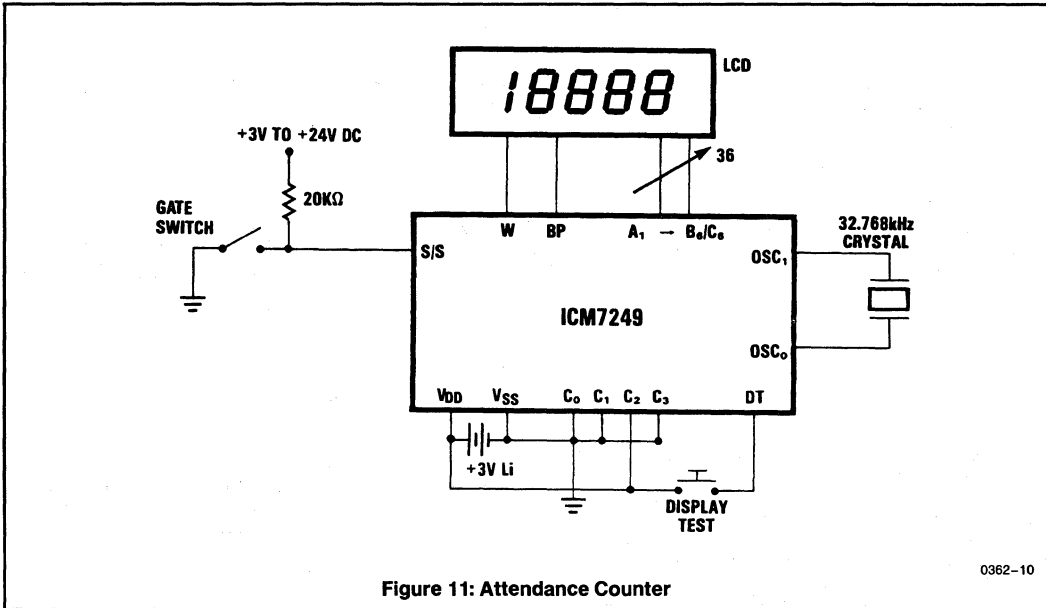 LCD
18888
+3V TO +24V DC
36
20KΩ
GATE
SWITCH
32.768kHz
CRYSTAL
W BP A₁ → B₆/C₆
S/S
OSC₁
ICM7249
OSC₀
VDD VSS C₀ C₁ C₂ C₃ DT
+3V Li
DISPLAY
TEST
0362–10
Figure 11: Attendance Counter